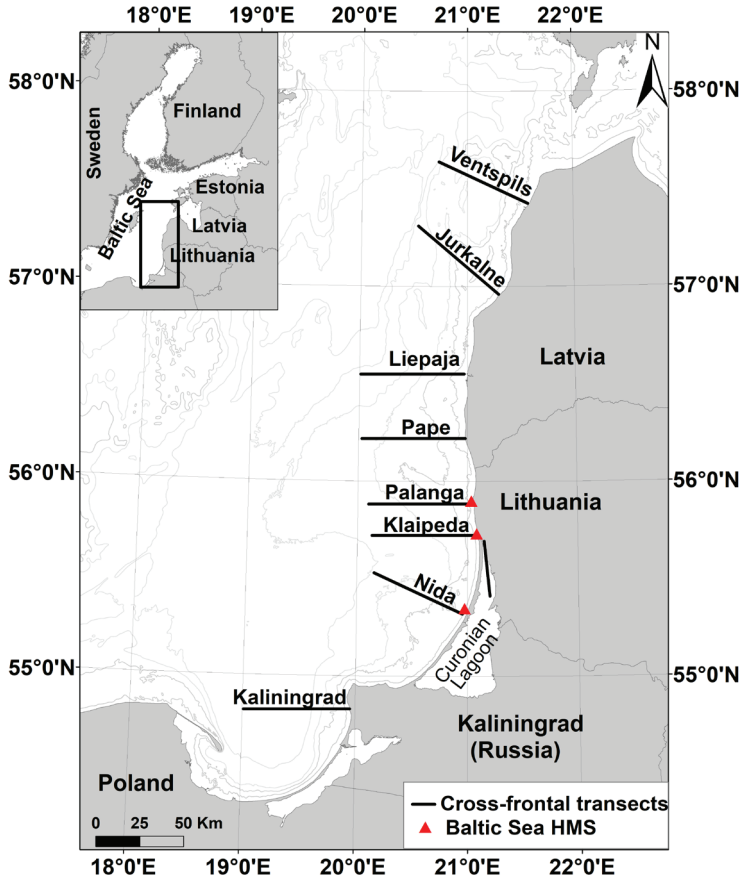 18°0'E 19°0'E 20°0'E 21°0'E 22°0'E
N
58°0'N
58°0'N
Sweden
Finland
Baltic Sea
Estonia
Latvia
Lithuania
Ventspils
Jurkalne
57°0'N
57°0'N
Liepaja
Latvia
Pape
56°0'N
56°0'N
Palanga
Lithuania
Klaipeda
Nida
Curonian
Lagoon
55°0'N
55°0'N
Kaliningrad
Kaliningrad
(Russia)
Poland
Cross-frontal transects
Baltic Sea HMS
0 25 50 Km
18°0'E 19°0'E 20°0'E 21°0'E 22°0'E